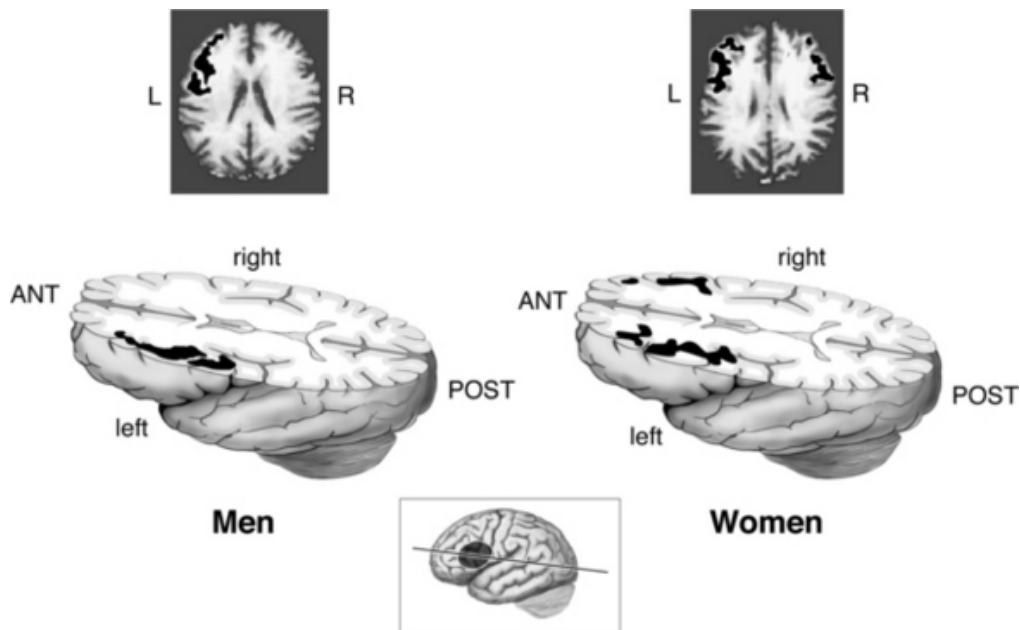 L
R
L
R
right
ANT
POST
left
Men
right
ANT
POST
left
Women